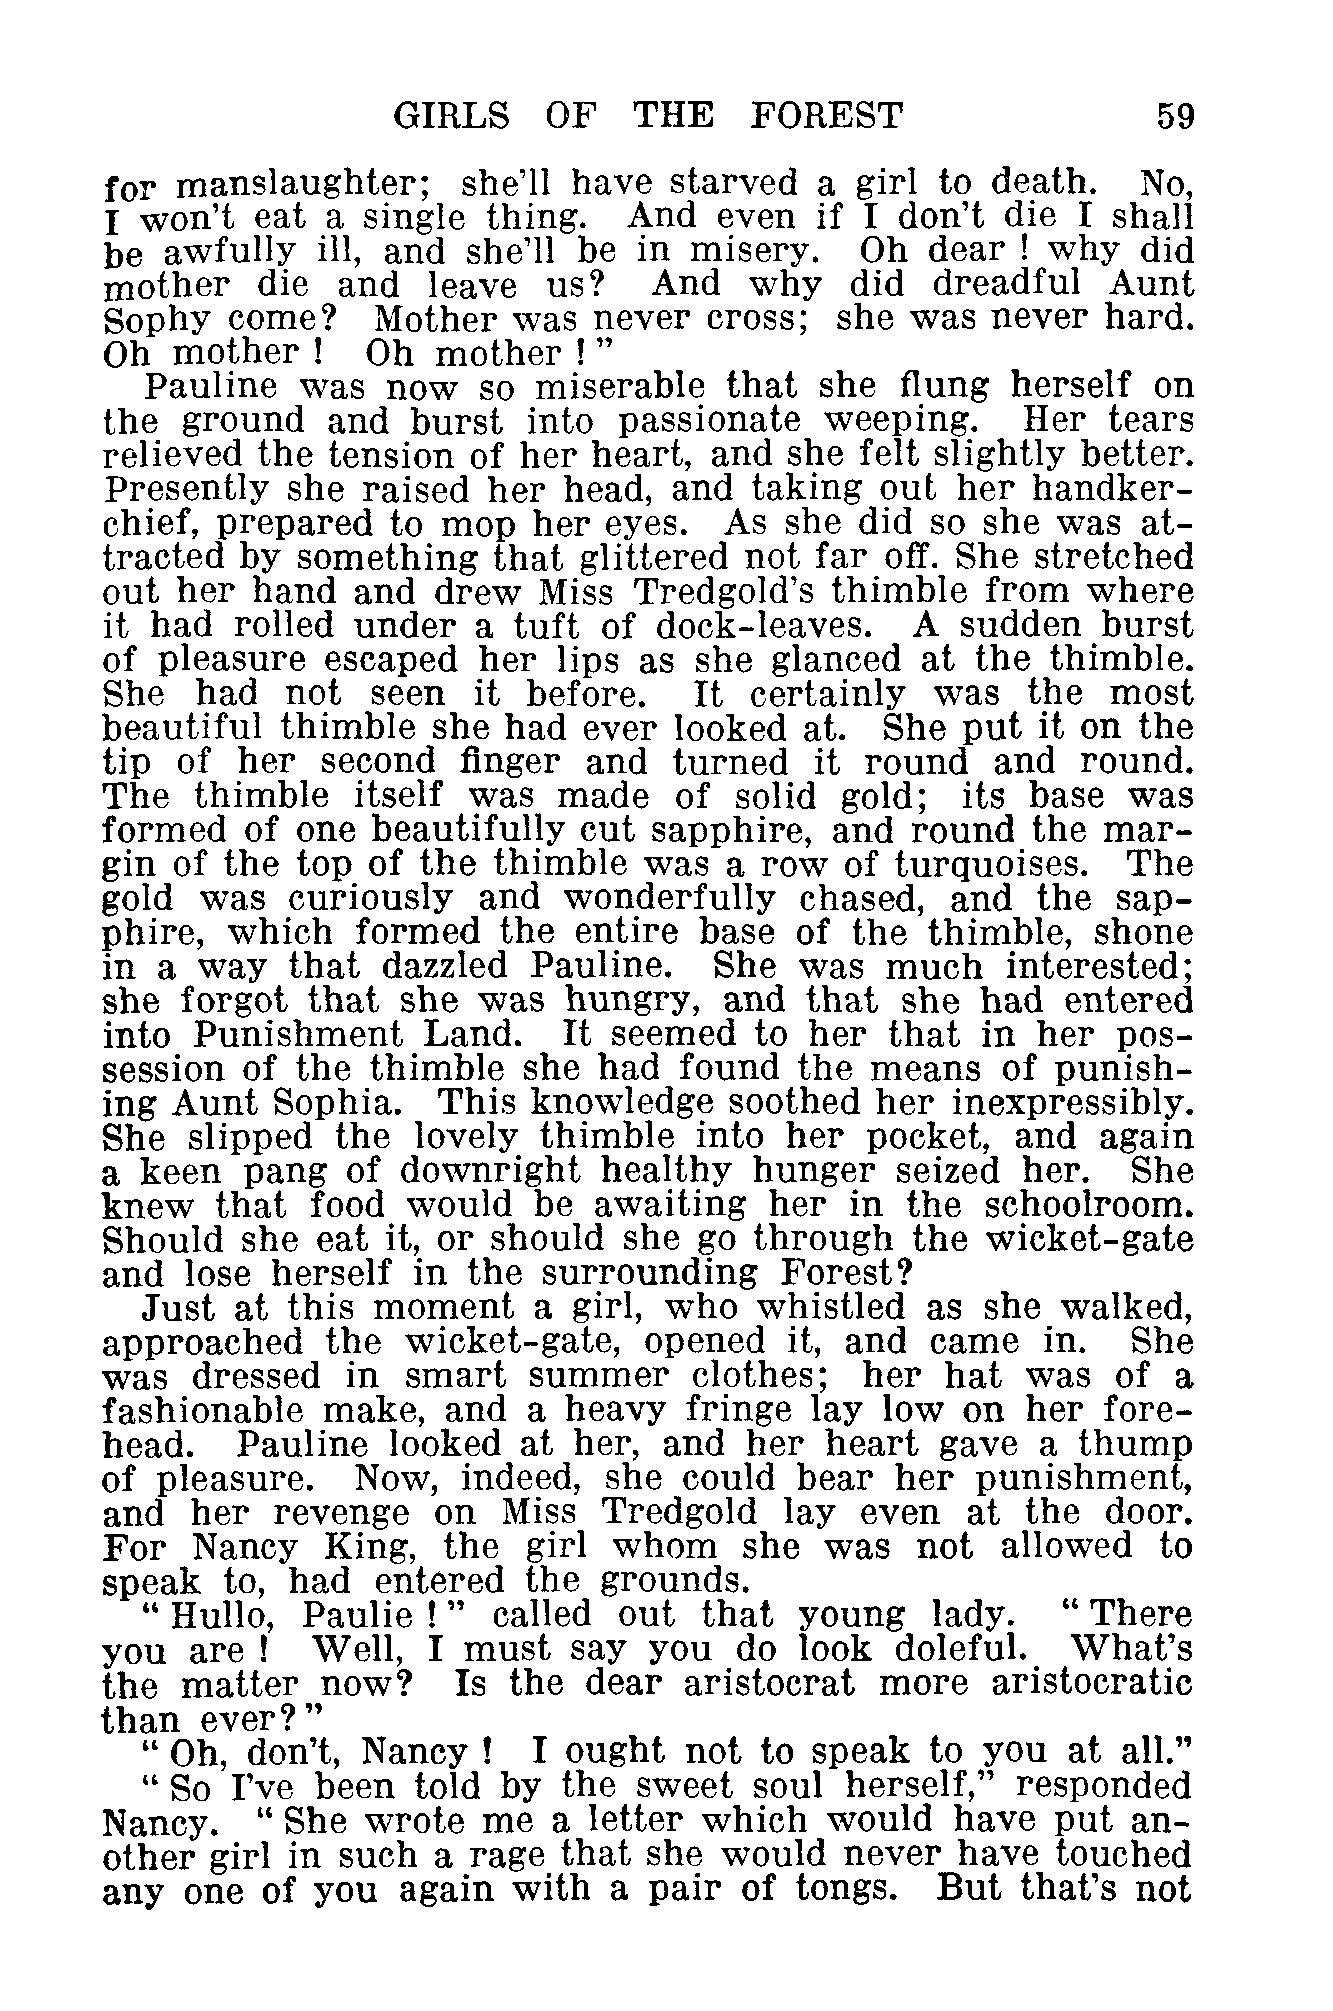 GIRLS OF THE FOREST 59
for manslaughter; she'll have starved a girl to death. No,
I won't eat a single thing. And even if I don't die I shall
be awfully ill, and she'll be in misery. Oh dear ! why did
mother die and leave us? And why did dreadful Aunt
Sophy come? Mother was never cross; she was never hard.
Oh mother ! Oh mother ! ”
Pauline was now so miserable that she flung herself on
the ground and burst into passionate weeping. Her tears
relieved the tension of her heart, and she felt slightly better.
Presently she raised her head, and taking out her handker-
chief, prepared to mop her eyes. As she did so she was at-
tracted by something that glittered not far off. She stretched
out her hand and drew Miss Tredgold's thimble from where
it had rolled under a tuft of dock-leaves. A sudden burst
of pleasure escaped her lips as she glanced at the thimble.
She had not seen it before. It certainly was the most
beautiful thimble she had ever looked at. She put it on the
tip of her second finger and turned it round and round.
The thimble itself was made of solid gold; its base was
formed of one beautifully cut sapphire, and round the mar-
gin of the top of the thimble was a row of turquoises. The
gold was curiously and wonderfully chased, and the sap-
phire, which formed the entire base of the thimble, shone
in a way that dazzled Pauline. She was much interested;
she forgot that she was hungry, and that she had entered
into Punishment Land. It seemed to her that in her pos-
session of the thimble she had found the means of punish-
ing Aunt Sophia. This knowledge soothed her inexpressibly.
She slipped the lovely thimble into her pocket, and again
a keen pang of downright healthy hunger seized her. She
knew that food would be awaiting her in the schoolroom.
Should she eat it, or should she go through the wicket-gate
and lose herself in the surrounding Forest?
Just at this moment a girl, who whistled as she walked,
approached the wicket-gate, opened it, and came in. She
was dressed in smart summer clothes; her hat was of a
fashionable make, and a heavy fringe lay low on her fore-
head. Pauline looked at her, and her heart gave a thump
of pleasure. Now, indeed, she could bear her punishment,
and her revenge on Miss Tredgold lay even at the door.
For Nancy King, the girl whom she was not allowed to
speak to, had entered the grounds.
“ Hullo, Paulie ! ” called out that young lady. “ There
you are ! Well, I must say you do look doleful. What's
the matter now? Is the dear aristocrat more aristocratic
than ever? ”
“ Oh, don't, Nancy ! I ought not to speak to you at all.”
“ So I've been told by the sweet soul herself,” responded
Nancy. “ She wrote me a letter which would have put an-
other girl in such a rage that she would never have touched
any one of you again with a pair of tongs. But that's not